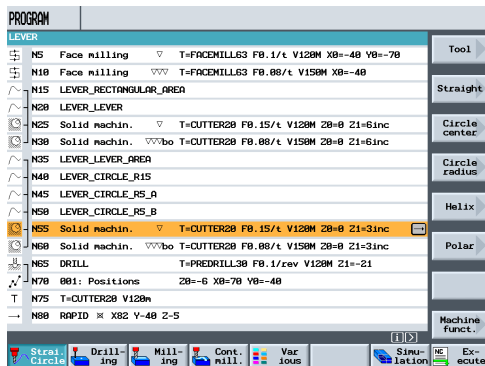 PROGRAM
LEVER
N5 Face milling ▽ T=FACEMILL63 F0.1/t V120M X0=-40 Y0=-70
N10 Face milling ▽▽▽ T=FACEMILL63 F0.08/t V150M X0=-40
N15 LEVER_RECTANGULAR_AREA
N20 LEVER_LEVER
N25 Solid machin. ▽ T=CUTTER20 F0.15/t V120M Z0=0 Z1=6inc
N30 Solid machin. ▽▽▽bo T=CUTTER20 F0.08/t V150M Z0=0 Z1=6inc
N35 LEVER_LEVER_AREA
N40 LEVER_CIRCLE_R15
N45 LEVER_CIRCLE_R5_A
N50 LEVER_CIRCLE_R5_B
N55 Solid machin. ▽ T=CUTTER20 F0.15/t V120M Z0=0 Z1=3inc →
N60 Solid machin. ▽▽▽bo T=CUTTER20 F0.08/t V150M Z0=0 Z1=3inc
N65 DRILL T=PREDRILL30 F0.1/rev V120M Z1=-21
N70 001: Positions Z0=-6 X0=70 Y0=-40
T N75 T=CUTTER20 V120m
→ N80 RAPID X82 Y-40 Z-5
Tool
Straight
Circle
center
Circle
radius
Helix
Polar
Machine
funct.
i >
Strai.
Circle
Drill-
ing
Mill-
ing
Cont.
mill.
Var
ious
Simu-
lation
NC Ex-
ecute